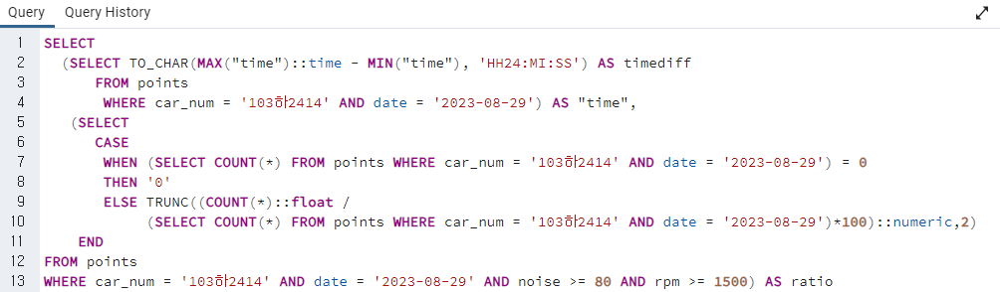 Query Query History
1 SELECT
2 (SELECT TO_CHAR(MAX("time")::time - MIN("time"), 'HH24:MI:SS') AS timediff
3 FROM points
4 WHERE car_num = '103하2414' AND date = '2023-08-29') AS "time",
5 (SELECT
6 CASE
7 WHEN (SELECT COUNT(*) FROM points WHERE car_num = '103하2414' AND date = '2023-08-29') = 0
8 THEN '0'
9 ELSE TRUNC((COUNT(*)::float /
10 (SELECT COUNT(*) FROM points WHERE car_num = '103하2414' AND date = '2023-08-29')*100)::numeric,2)
11 END
12 FROM points
13 WHERE car_num = '103하2414' AND date = '2023-08-29' AND noise >= 80 AND rpm >= 1500) AS ratio